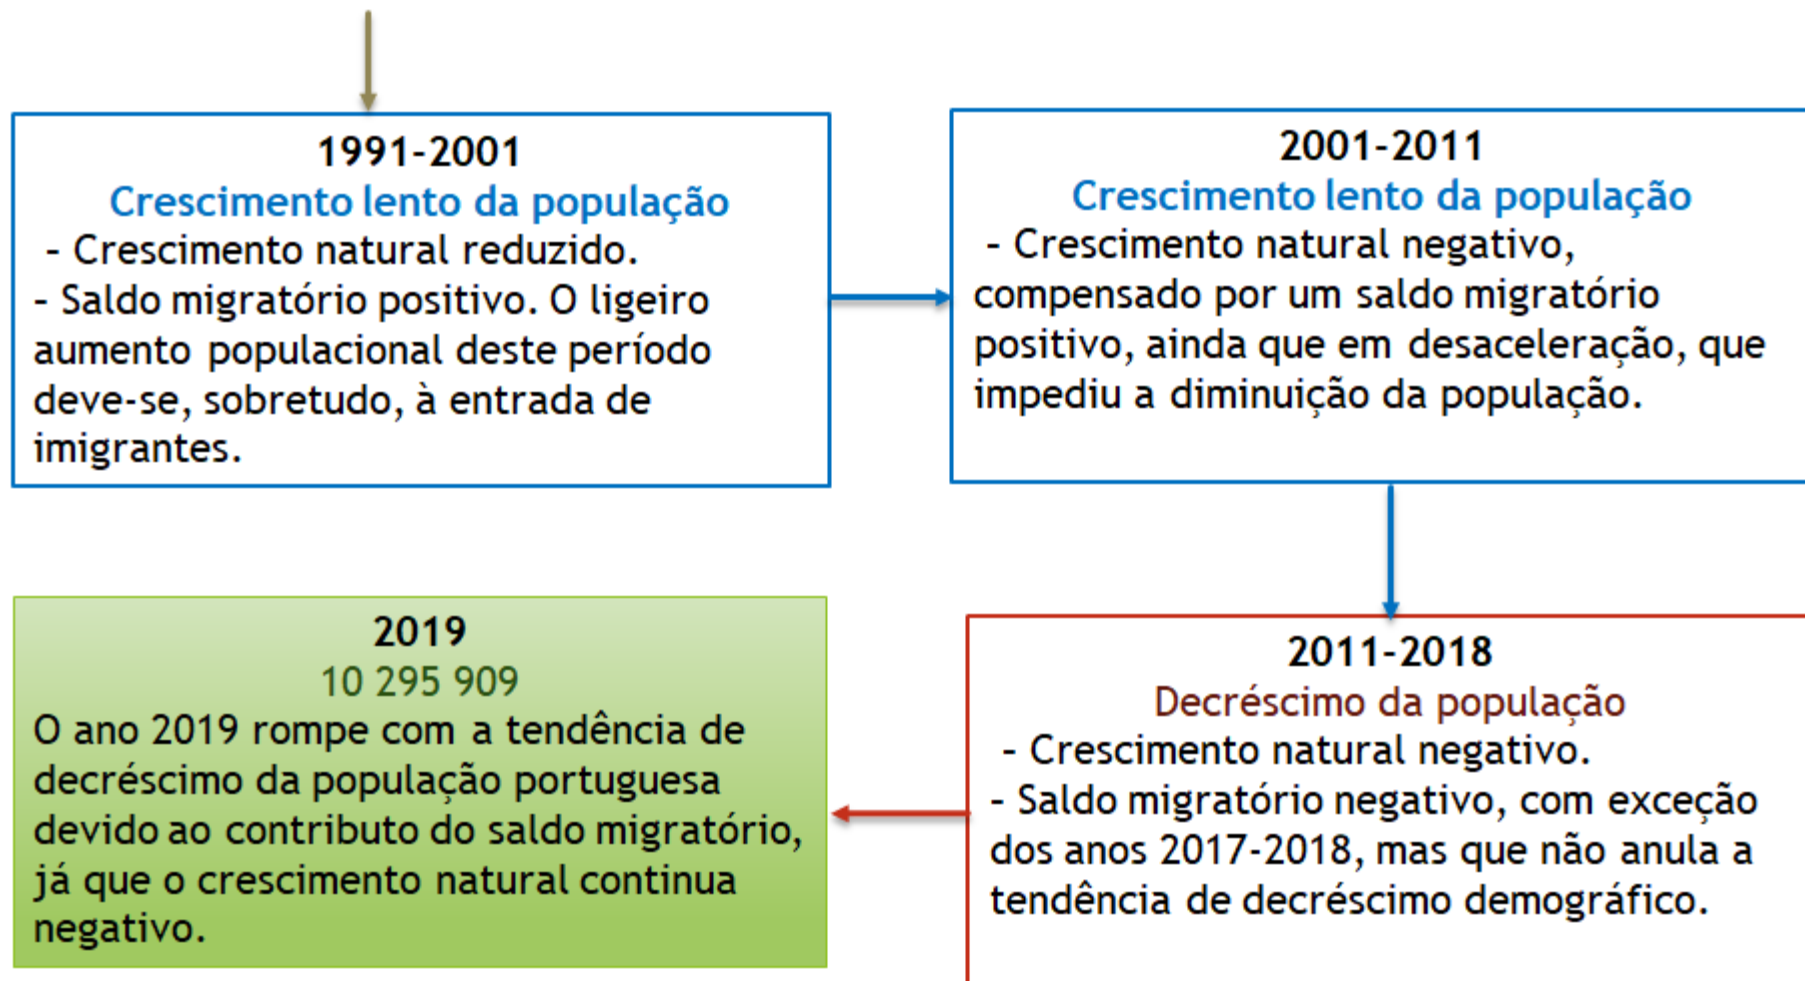 1991–2001
Crescimento lento da população
– Crescimento natural reduzido.
– Saldo migratório positivo. O ligeiro
aumento populacional deste período
deve-se, sobretudo, à entrada de
imigrantes.
2001–2011
Crescimento lento da população
– Crescimento natural negativo,
compensado por um saldo migratório
positivo, ainda que em desaceleração, que
impediu a diminuição da população.
2011–2018
Decréscimo da população
– Crescimento natural negativo.
– Saldo migratório negativo, com exceção
dos anos 2017-2018, mas que não anula a
tendência de decréscimo demográfico.
2019
10 295 909
O ano 2019 rompe com a tendência de
decréscimo da população portuguesa
devido ao contributo do saldo migratório,
já que o crescimento natural continua
negativo.